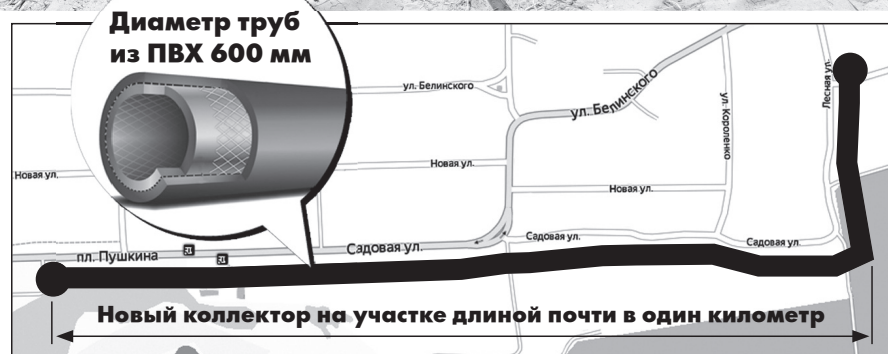 Диаметр труб
из ПВХ 600 мм
ул. Белинского
ул. Белинского
Лесная ул.
ул. Короленко
Новая ул.
Новая ул.
Новая ул.
пл. Пушкина
Садовая ул.
Садовая ул.
Садовая ул.
Новый коллектор на участке длиной почти в один километр